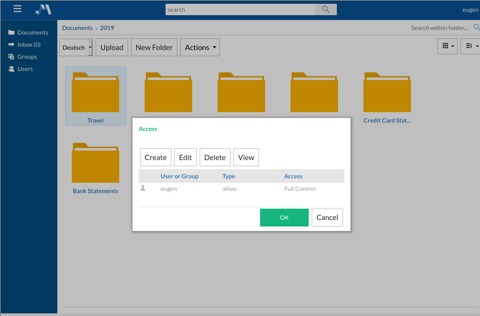 search
eugen
Documents
Inbox (0)
Groups
Users
Documents › 2019
Search within folder...
Deutsch
Upload
New Folder
Actions
Travel
Credit Card Stat...
Bank Statements
Access
Create
Edit
Delete
View
User or Group Type Access
eugen allow Full Control
OK
Cancel